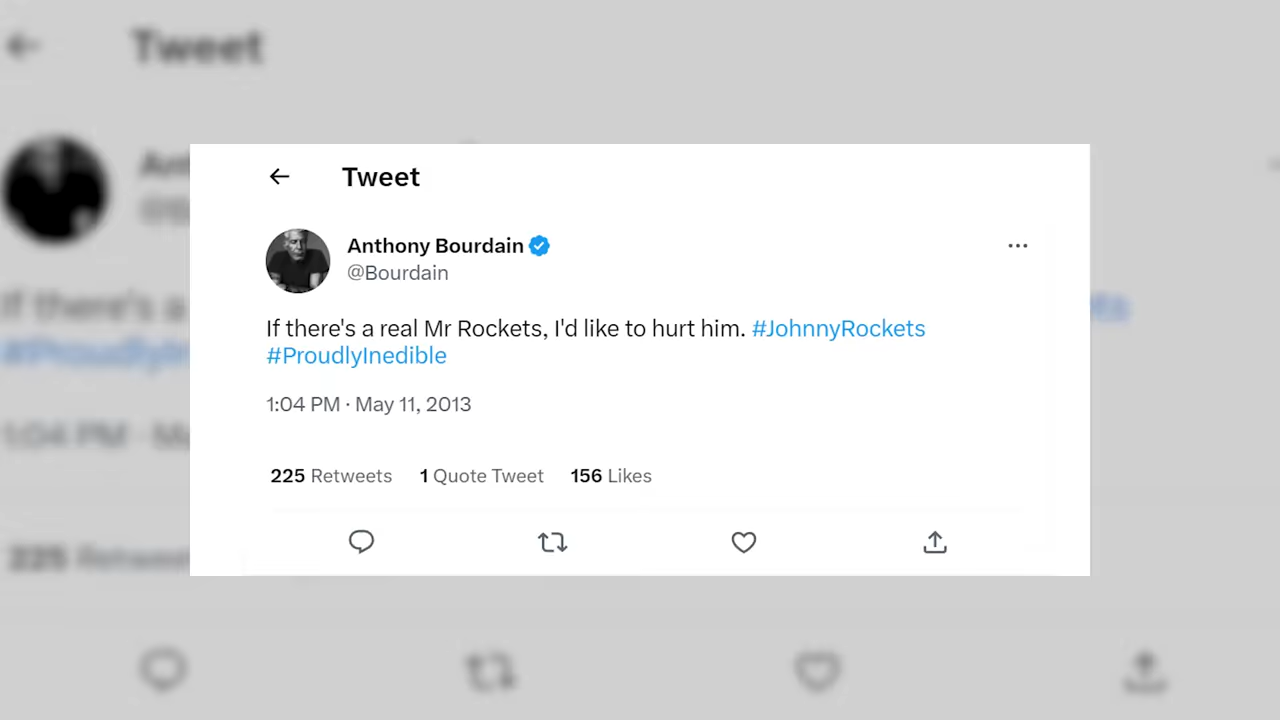 Tweet
Anthony Bourdain
@Bourdain
If there's a real Mr Rockets, I'd like to hurt him. #JohnnyRockets
#ProudlyInedible
1:04 PM · May 11, 2013
225 Retweets 1 Quote Tweet 156 Likes